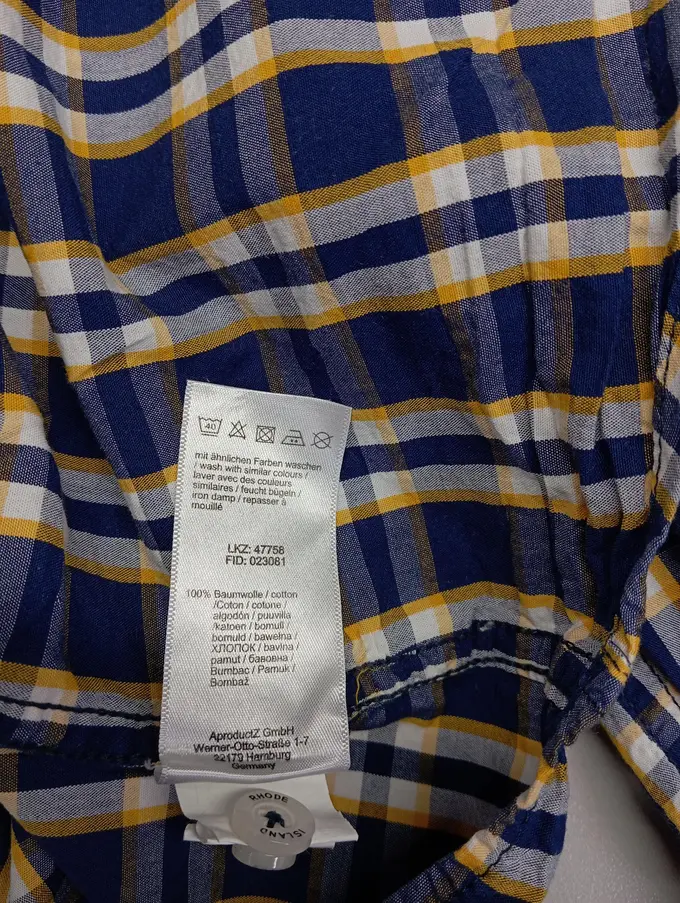 40
mit ähnlichen Farben waschen
/ wash with similar colours /
laver avec des couleurs
similaires / feucht bügeln /
iron damp / repasser à
mouillé
LKZ: 47758
FID: 023081
100% Baumwolle / cotton
/Coton / cotone /
algodón / puuvilla
/katoen / bomull /
bomuld / bawełna /
ХЛОПОК / bavlna /
pamut / бавовна /
Bumbac / Pamuk /
Bombaž
AproductZ GmbH
Werner-Otto-Straße 1-7
22179 Hamburg
Germany
RHODE
ISLAND